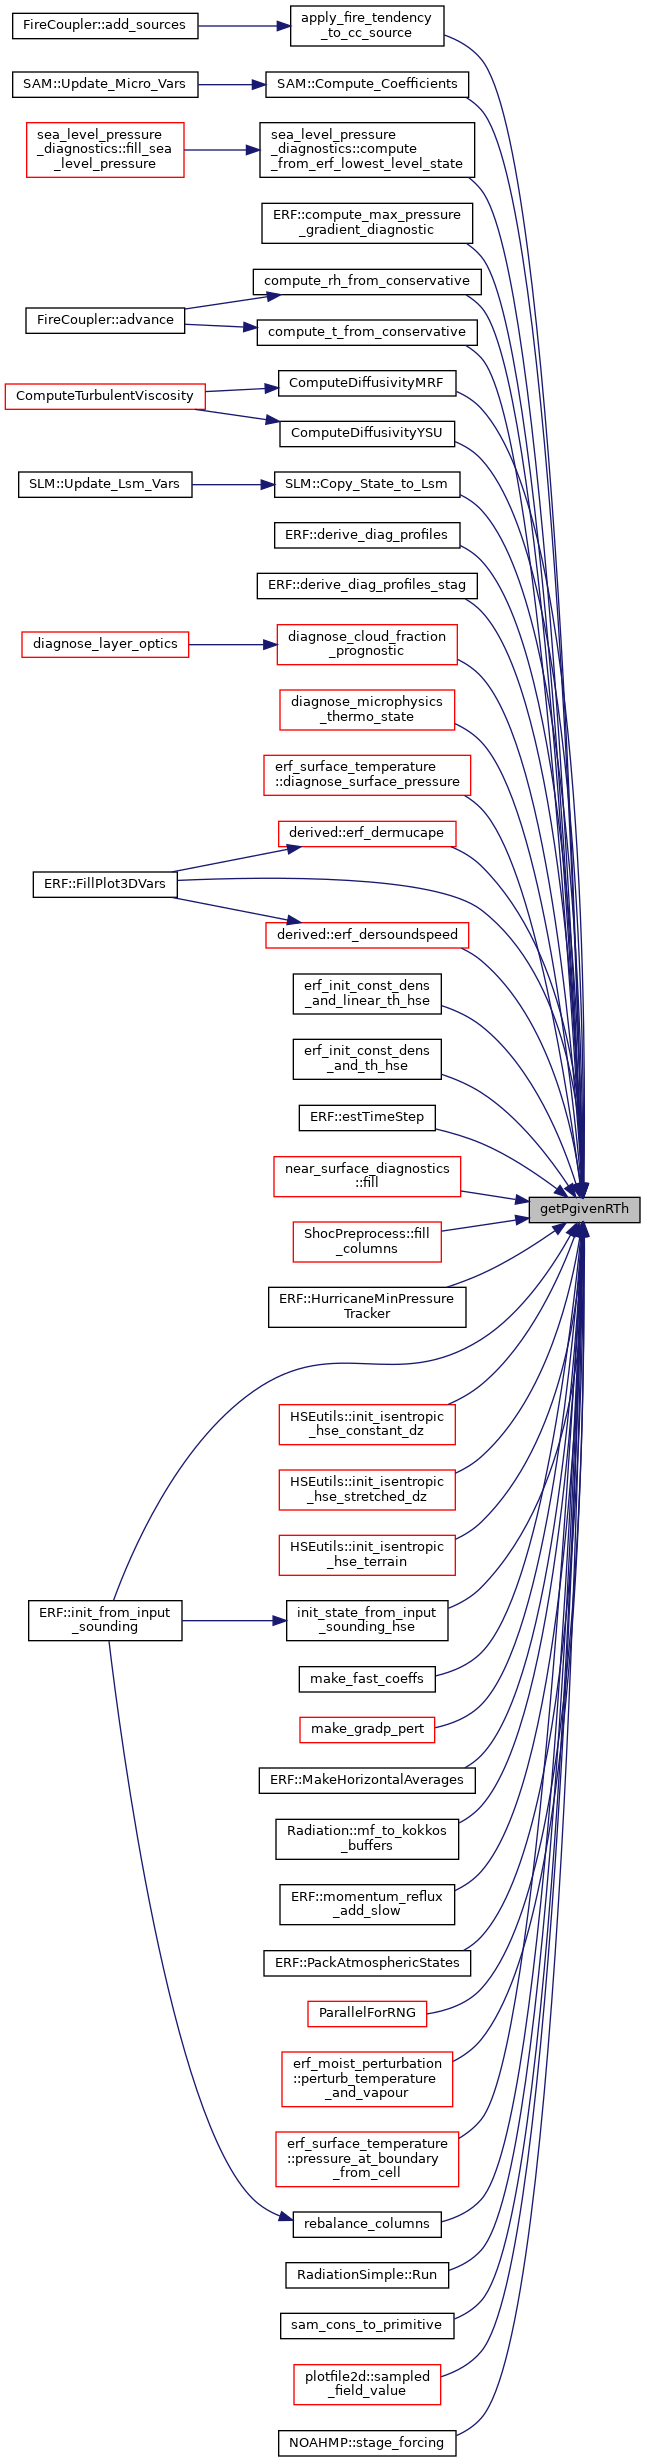 FireCoupler::add_sources
apply_fire_tendency
_to_cc_source
SAM::Update_Micro_Vars
SAM::Compute_Coefficients
sea_level_pressure
_diagnostics::fill_sea
_level_pressure
sea_level_pressure
_diagnostics::compute
_from_erf_lowest_level_state
ERF::compute_max_pressure
_gradient_diagnostic
compute_rh_from_conservative
FireCoupler::advance
compute_t_from_conservative
ComputeDiffusivityMRF
ComputeTurbulentViscosity
ComputeDiffusivityYSU
SLM::Update_Lsm_Vars
SLM::Copy_State_to_Lsm
ERF::derive_diag_profiles
ERF::derive_diag_profiles_stag
diagnose_layer_optics
diagnose_cloud_fraction
_prognostic
diagnose_microphysics
_thermo_state
erf_surface_temperature
::diagnose_surface_pressure
derived::erf_dermucape
ERF::FillPlot3DVars
derived::erf_dersoundspeed
erf_init_const_dens
_and_linear_th_hse
erf_init_const_dens
_and_th_hse
ERF::estTimeStep
near_surface_diagnostics
::fill
getPgivenRTh
ShocPreprocess::fill
_columns
ERF::HurricaneMinPressure
Tracker
HSEutils::init_isentropic
_hse_constant_dz
HSEutils::init_isentropic
_hse_stretched_dz
HSEutils::init_isentropic
_hse_terrain
ERF::init_from_input
_sounding
init_state_from_input
_sounding_hse
make_fast_coeffs
make_gradp_pert
ERF::MakeHorizontalAverages
Radiation::mf_to_kokkos
_buffers
ERF::momentum_reflux
_add_slow
ERF::PackAtmosphericStates
ParallelForRNG
erf_moist_perturbation
::perturb_temperature
_and_vapour
erf_surface_temperature
::pressure_at_boundary
_from_cell
rebalance_columns
RadiationSimple::Run
sam_cons_to_primitive
plotfile2d::sampled
_field_value
NOAHMP::stage_forcing